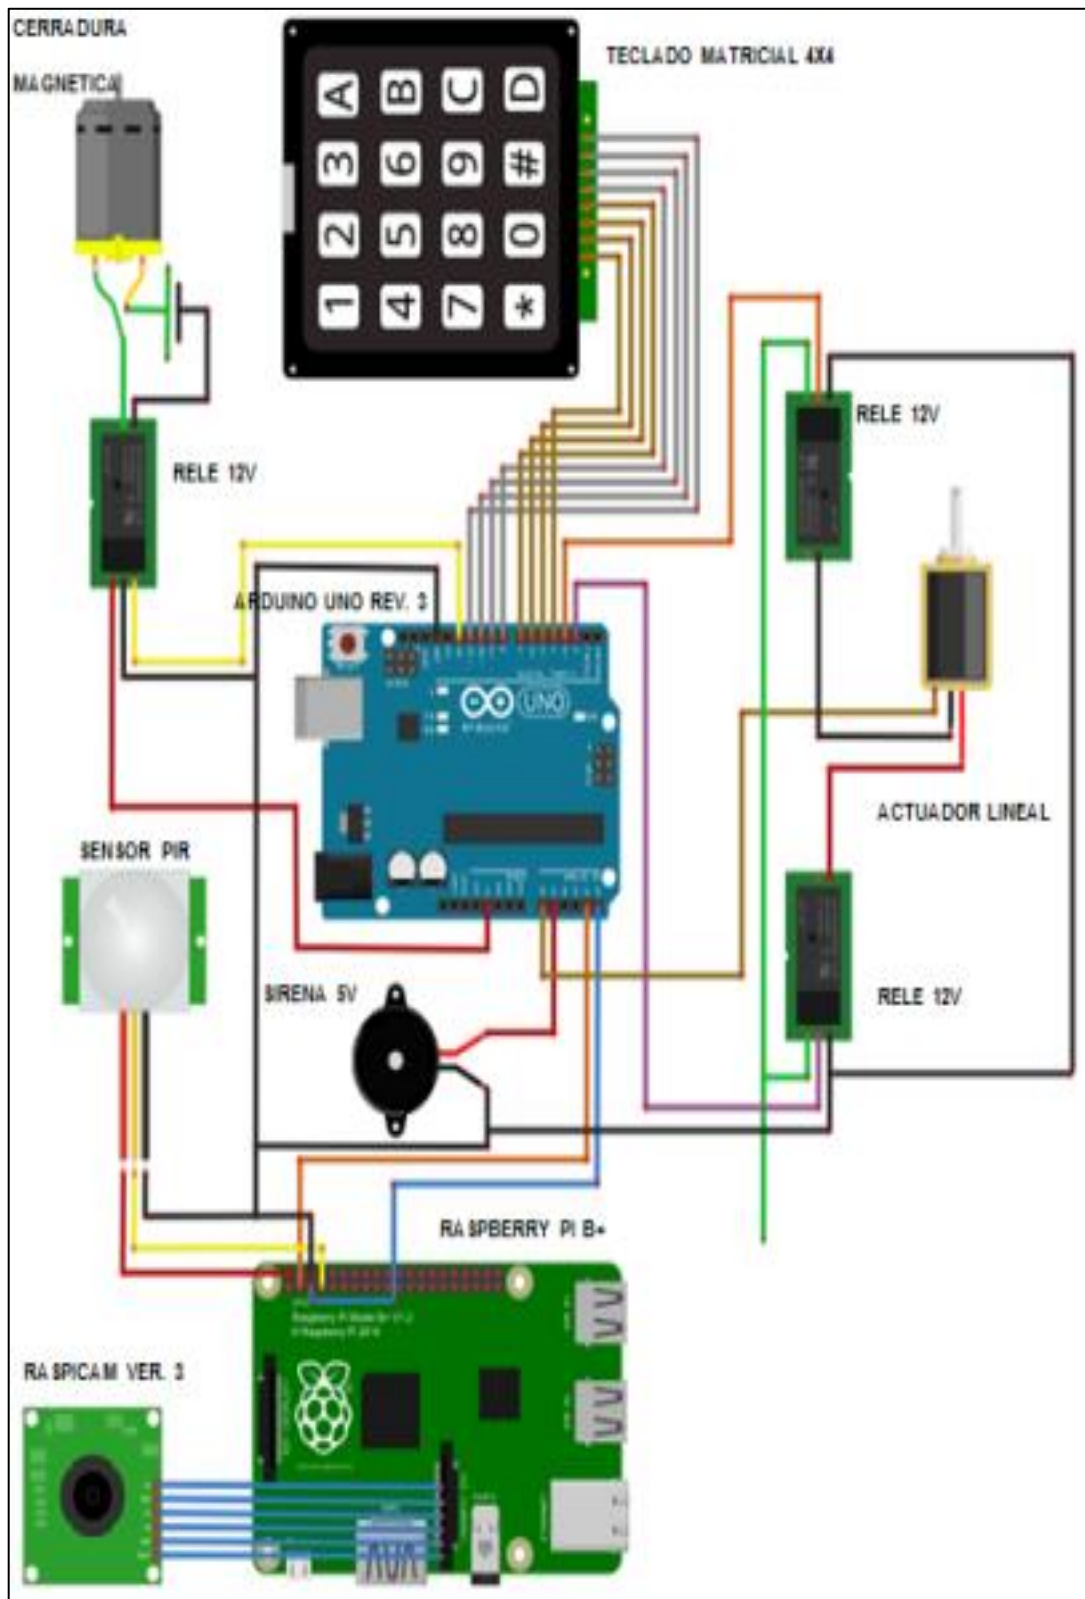 CERRADURA
MAGNETICA
TECLADO MATRICIAL 4X4
A B C D
3 6 9 #
2 5 8 0
1 4 7 *
RELE 12V
RELE 12V
ARDUINO UNO REV. 3
UNO
ACTUADOR LINEAL
SENSOR PIR
SIRENA 5V
RELE 12V
RASPBERRY PI B+
RASPICAM VER. 3